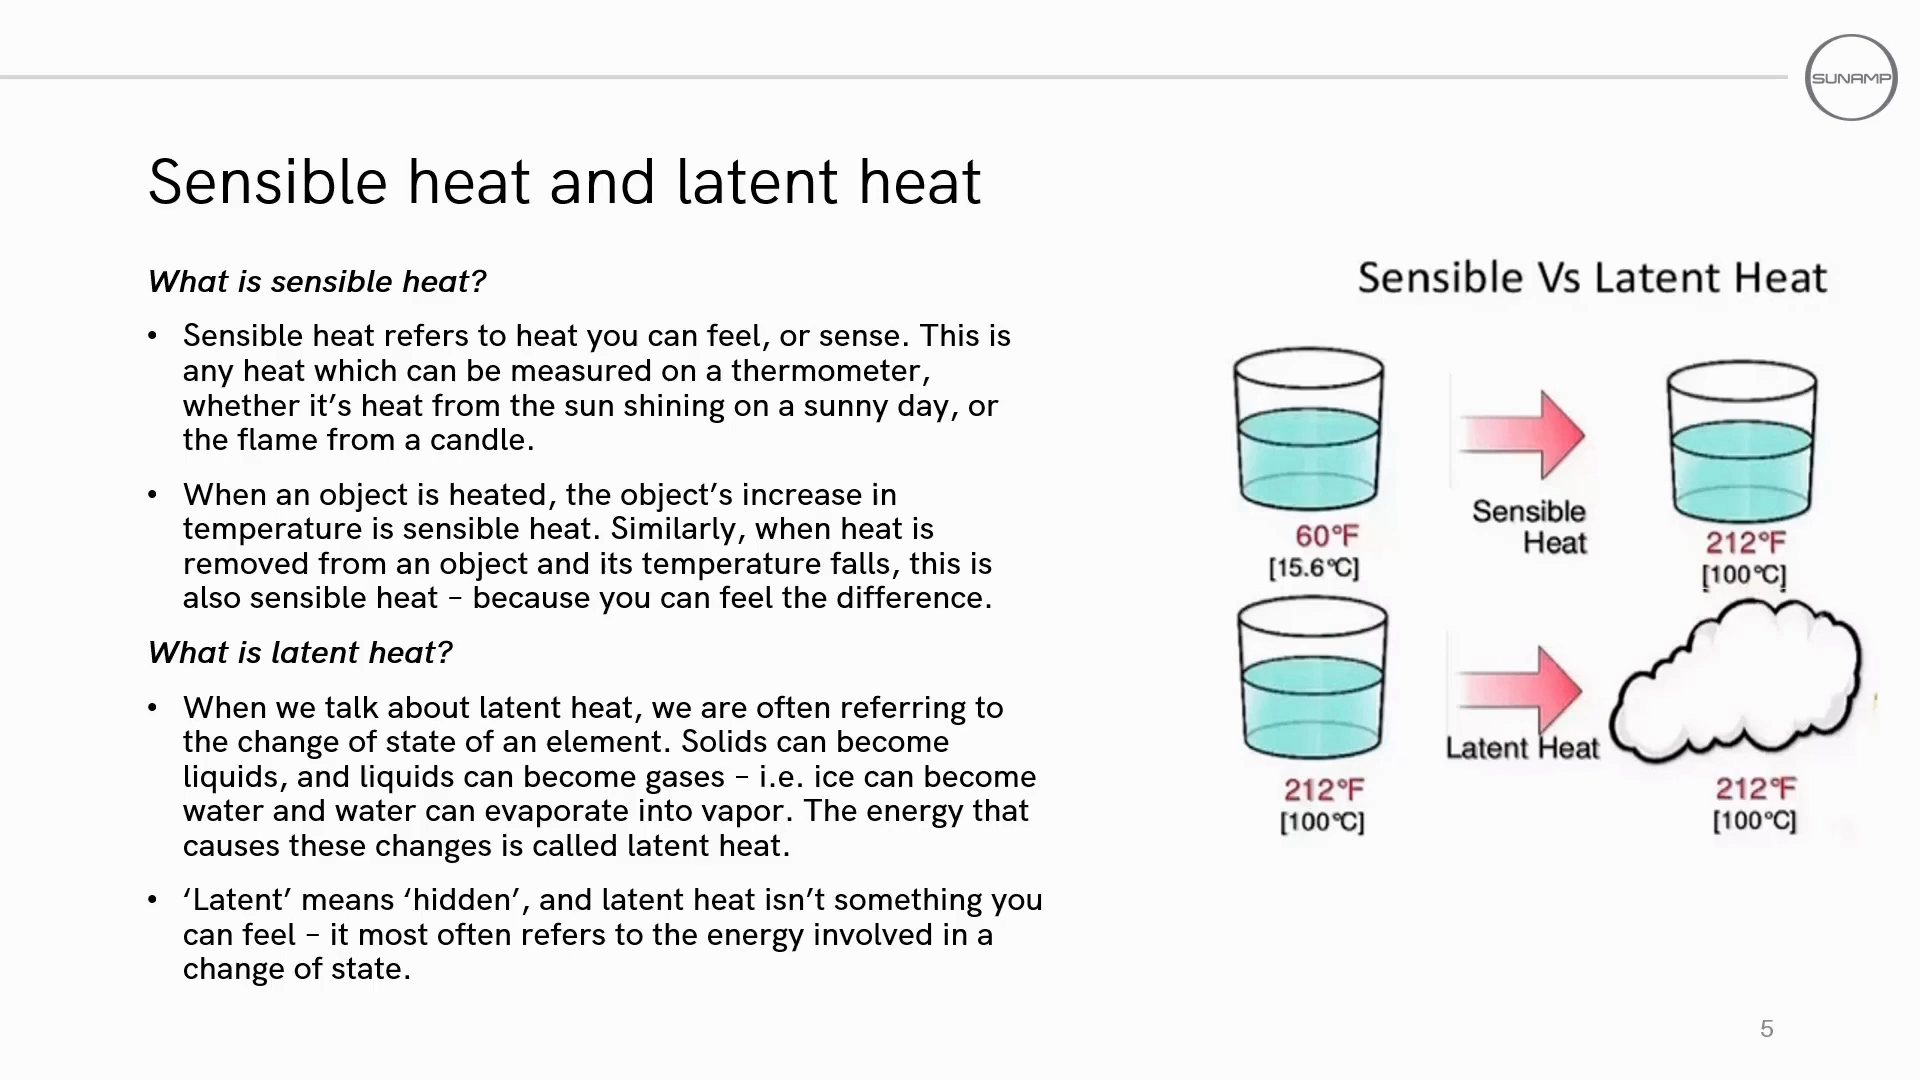 SUNAMP
Sensible heat and latent heat
What is sensible heat?
• Sensible heat refers to heat you can feel, or sense. This is
any heat which can be measured on a thermometer,
whether it’s heat from the sun shining on a sunny day, or
the flame from a candle.
• When an object is heated, the object’s increase in
temperature is sensible heat. Similarly, when heat is
removed from an object and its temperature falls, this is
also sensible heat – because you can feel the difference.
What is latent heat?
• When we talk about latent heat, we are often referring to
the change of state of an element. Solids can become
liquids, and liquids can become gases – i.e. ice can become
water and water can evaporate into vapor. The energy that
causes these changes is called latent heat.
• ‘Latent’ means ‘hidden’, and latent heat isn’t something you
can feel – it most often refers to the energy involved in a
change of state.
Sensible Vs Latent Heat
60°F
[15.6°C]
Sensible
Heat
212°F
[100°C]
212°F
[100°C]
Latent Heat
212°F
[100°C]
5